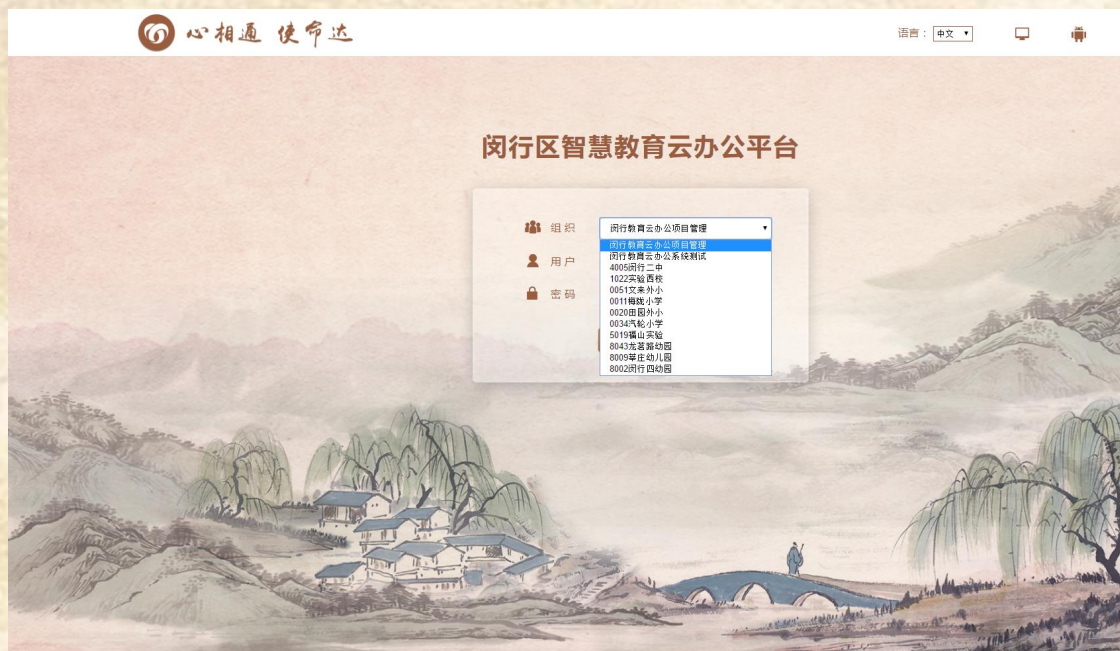 心相通 使命达
语言： 中文
闵行区智慧教育云办公平台
组织 闵行教育云办公项目管理
闵行教育云办公项目管理
闵行教育云办公系统测试
4005闵行二中
1022实验西校
0051文来外小
0011梅陇小学
0020田园外小
0034汽轮小学
5019福山实验
8043龙茗路幼园
8009莘庄幼儿园
8002闵行四幼园
用户
密码